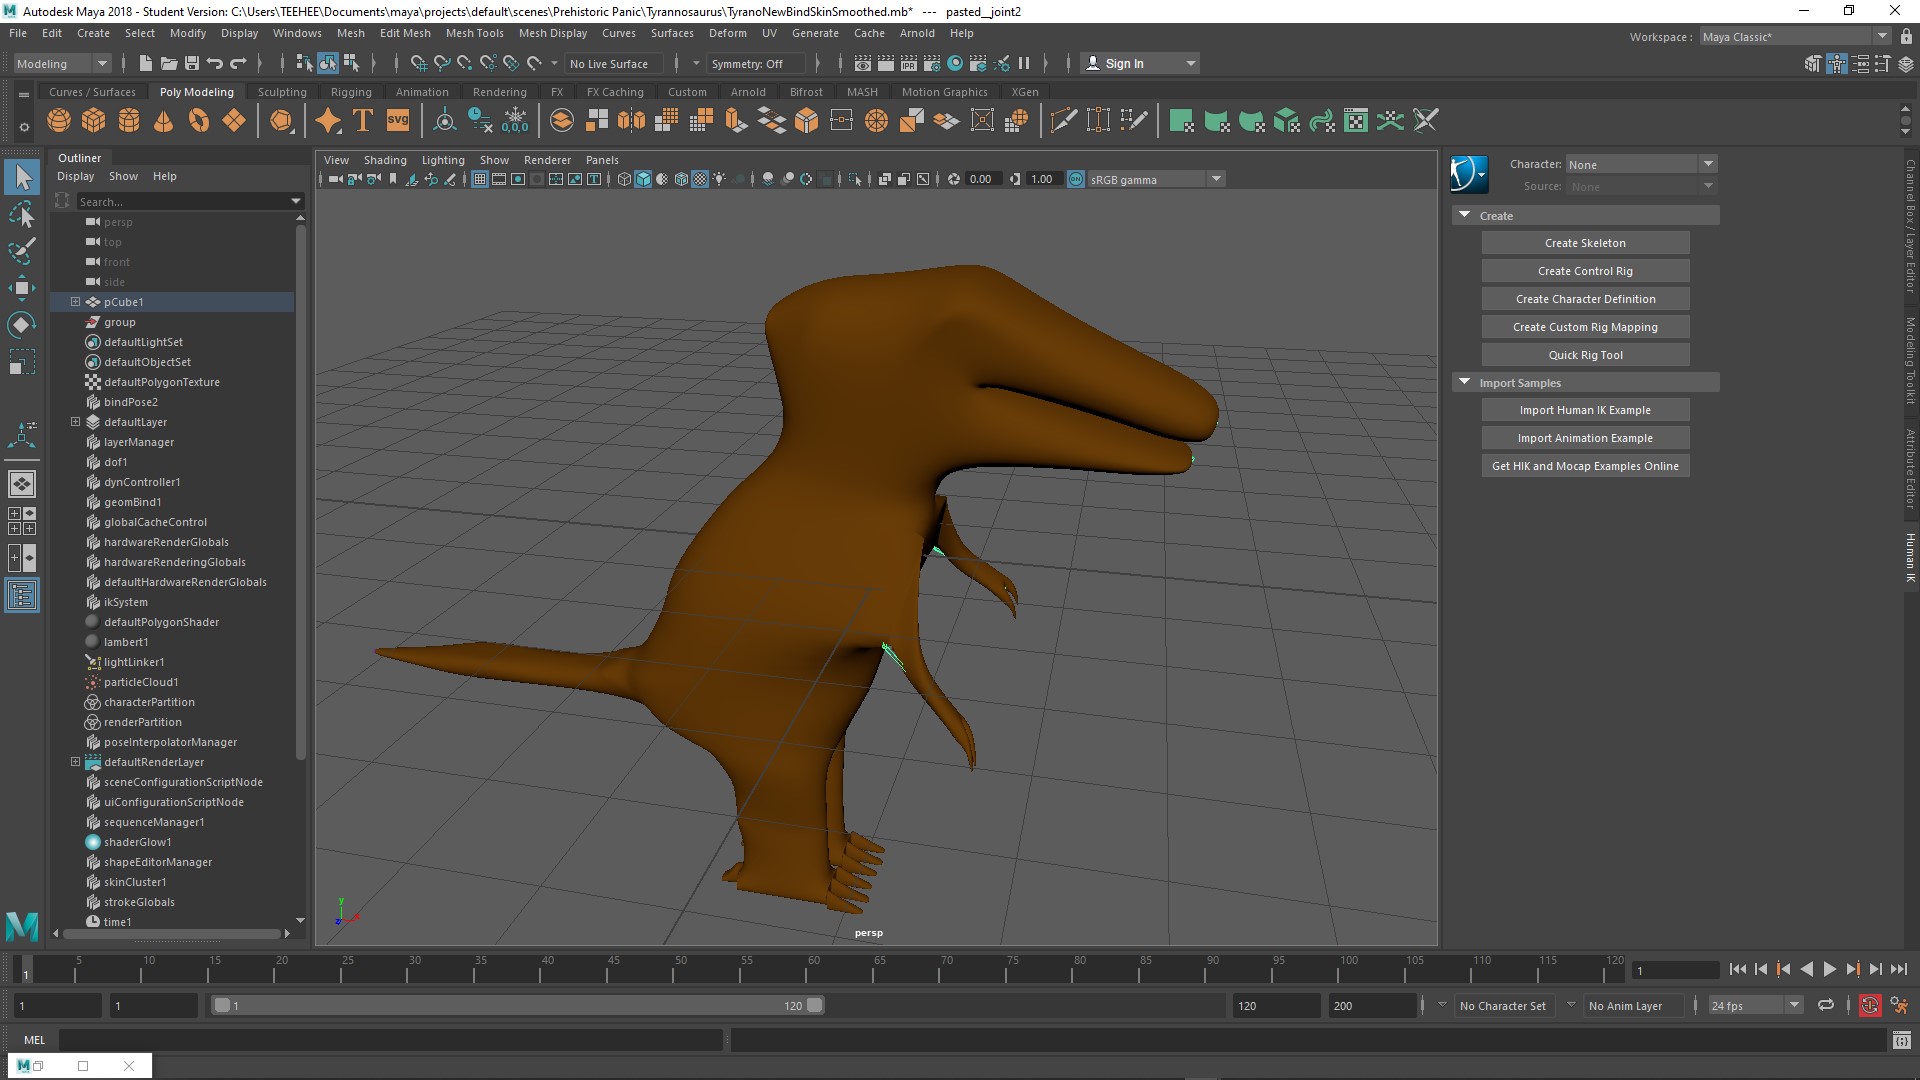 Autodesk Maya 2018 - Student Version: C:\Users\TEEHEE\Documents\maya\projects\default\scenes\Prehistoric Panic\Tyrannosaurus\TyranoNewBindSkinSmoothed.mb*   ---   pasted__joint2
File Edit Create Select Modify Display Windows Mesh Edit Mesh Mesh Tools Mesh Display Curves Surfaces Deform UV Generate Cache Arnold Help
Workspace : Maya Classic*
Modeling No Live Surface Symmetry: Off IPR Sign In
Curves / Surfaces Poly Modeling Sculpting Rigging Animation Rendering FX FX Caching Custom Arnold Bifrost MASH Motion Graphics XGen
T SVG 0,0,0
Outliner
Display Show Help
Search...
persp
top
front
side
pCube1
group
defaultLightSet
defaultObjectSet
defaultPolygonTexture
bindPose2
defaultLayer
layerManager
dof1
dynController1
geomBind1
globalCacheControl
hardwareRenderGlobals
hardwareRenderingGlobals
defaultHardwareRenderGlobals
ikSystem
defaultPolygonShader
lambert1
lightLinker1
particleCloud1
characterPartition
renderPartition
poseInterpolatorManager
defaultRenderLayer
sceneConfigurationScriptNode
uiConfigurationScriptNode
sequenceManager1
shaderGlow1
shapeEditorManager
skinCluster1
strokeGlobals
time1
View Shading Lighting Show Renderer Panels
0.00 1.00 ON sRGB gamma
y
x
z
persp
Character: None
Source: None
Create
Create Skeleton
Create Control Rig
Create Character Definition
Create Custom Rig Mapping
Quick Rig Tool
Import Samples
Import Human IK Example
Import Animation Example
Get HIK and Mocap Examples Online
Channel Box / Layer Editor
Modeling Toolkit
Attribute Editor
Human IK
5 10 15 20 25 30 35 40 45 50 55 60 65 70 75 80 85 90 95 100 105 110 115 120
1 1
1 1 1 120 120 200 No Character Set No Anim Layer 24 fps
MEL